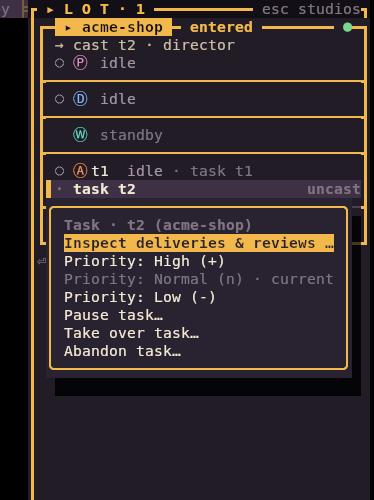 y ▸ L O T · 1 esc studios
▸ acme-shop entered ●
→ cast t2 · director
Ⓟ idle
Ⓓ idle
Ⓦ standby
Ⓐ t1 idle · task t1
· task t2 uncast
Task · t2 (acme-shop)
Inspect deliveries & reviews …
Priority: High (+)
Priority: Normal (n) · current
Priority: Low (-)
Pause task…
Take over task…
Abandon task…